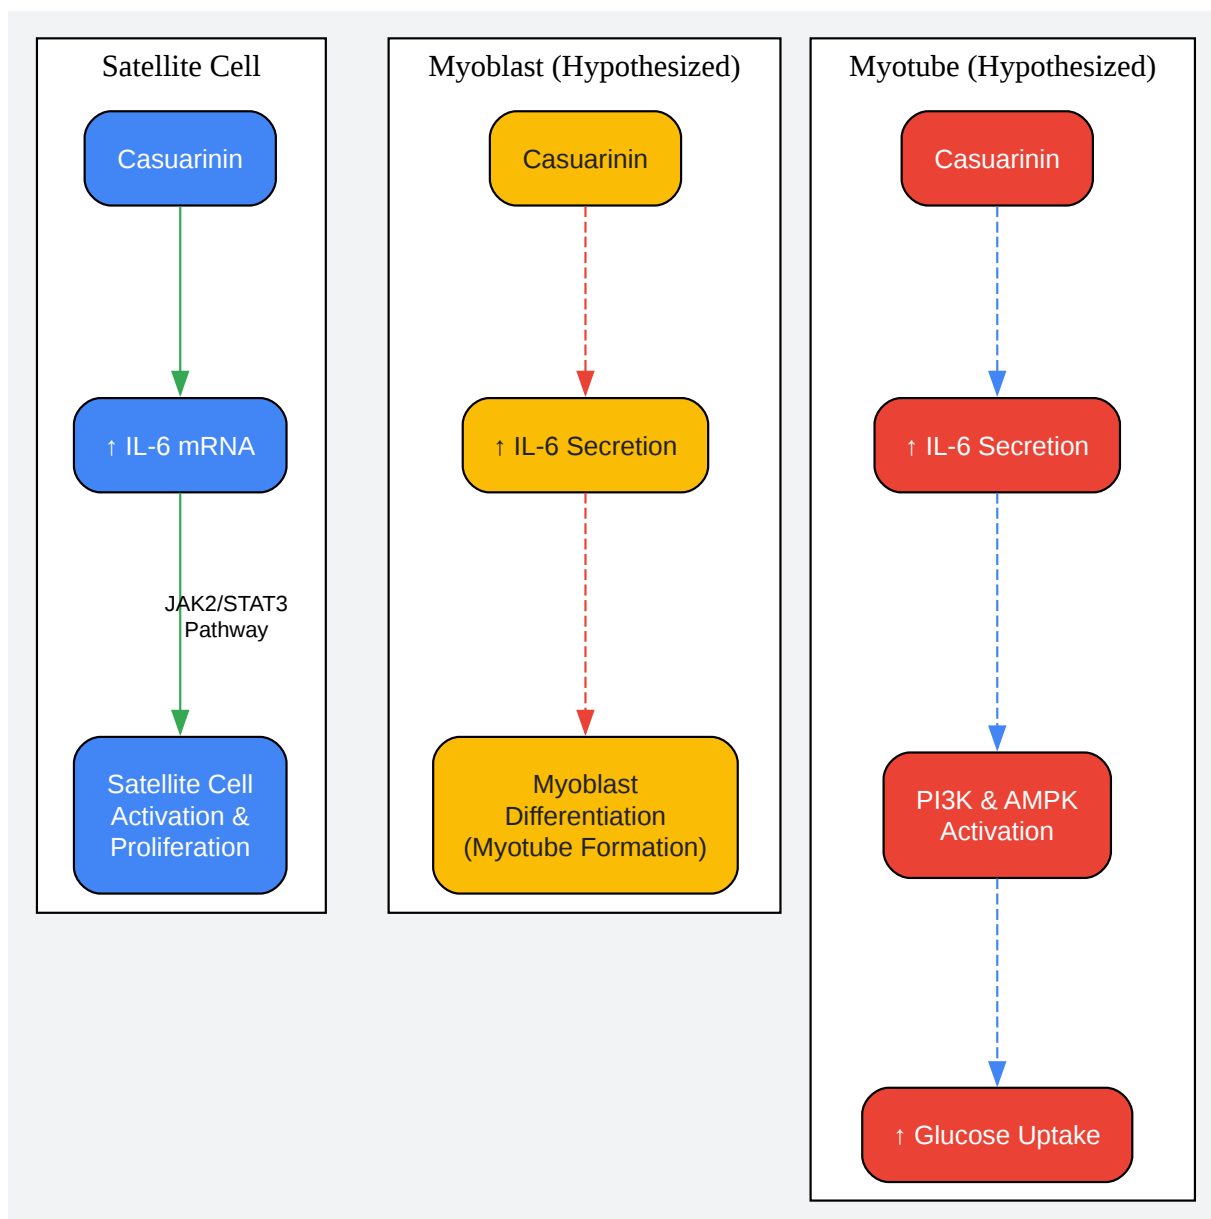 Satellite Cell
Casuarinin
↑ IL-6 mRNA
JAK2/STAT3
Pathway
Satellite Cell
Activation &
Proliferation
Myoblast (Hypothesized)
Casuarinin
↑ IL-6 Secretion
Myoblast
Differentiation
(Myotube Formation)
Myotube (Hypothesized)
Casuarinin
↑ IL-6 Secretion
PI3K & AMPK
Activation
↑ Glucose Uptake